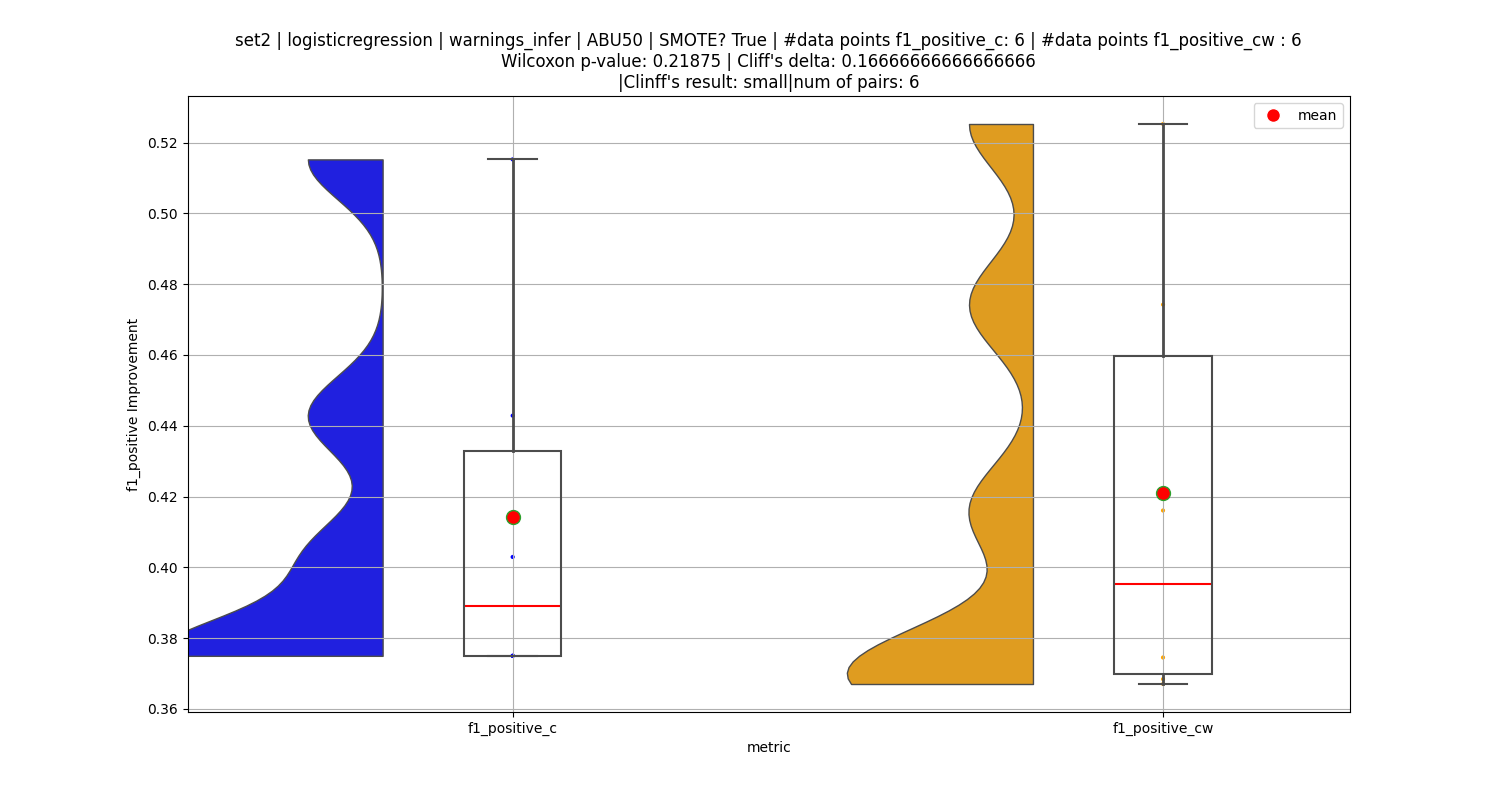 set2 | logisticregression | warnings_infer | ABU50 | SMOTE? True | #data points f1_positive_c: 6 | #data points f1_positive_cw : 6
Wilcoxon p-value: 0.21875 | Cliff's delta: 0.16666666666666666
|Clinff's result: small|num of pairs: 6
mean
0.52
0.50
0.48
0.46
0.44
0.42
0.40
0.38
0.36
f1_positive Improvement
f1_positive_c
f1_positive_cw
metric